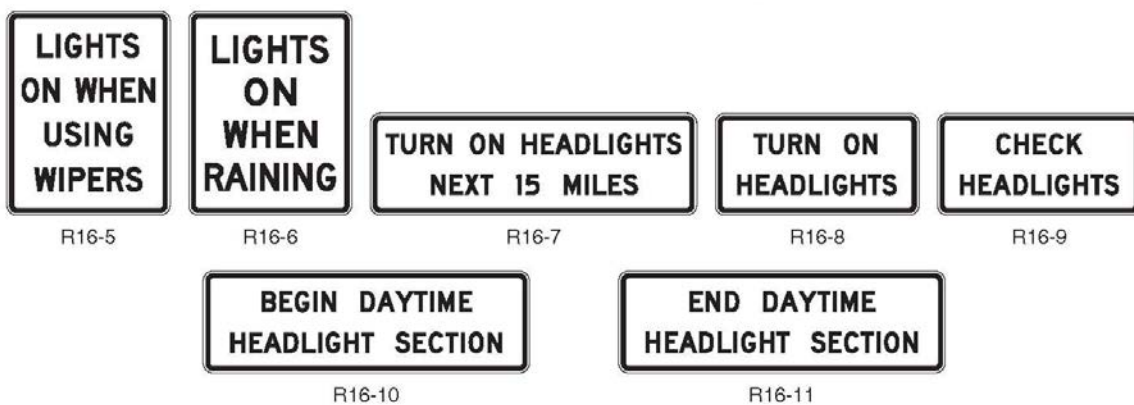 LIGHTS
ON WHEN
USING
WIPERS
R16-5
LIGHTS
ON
WHEN
RAINING
R16-6
TURN ON HEADLIGHTS
NEXT 15 MILES
R16-7
TURN ON
HEADLIGHTS
R16-8
CHECK
HEADLIGHTS
R16-9
BEGIN DAYTIME
HEADLIGHT SECTION
R16-10
END DAYTIME
HEADLIGHT SECTION
R16-11